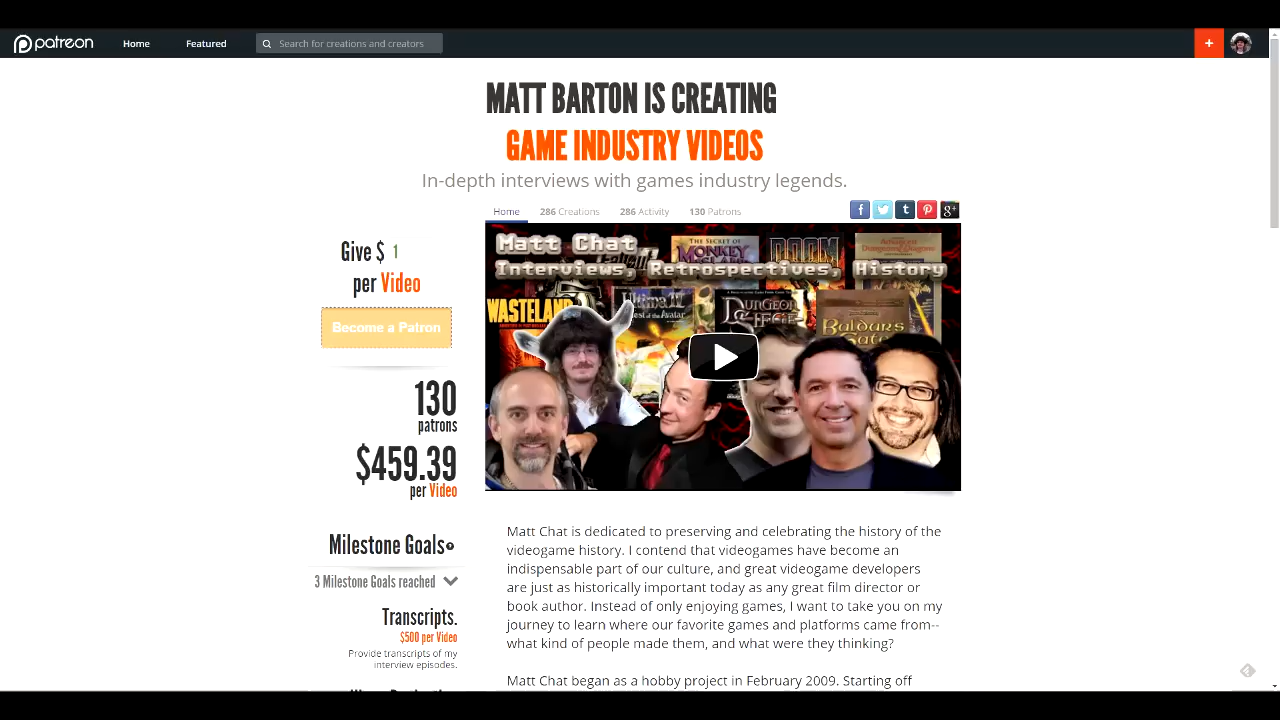 patreon
Home
Featured
Search for creations and creators
+
MATT BARTON IS CREATING
GAME INDUSTRY VIDEOS
In-depth interviews with games industry legends.
Home
286 Creations
286 Activity
130 Patrons
Give $ 1
per Video
Become a Patron
130
patrons
$459.39
per Video
Milestone Goals
3 Milestone Goals reached
Transcripts.
$500 per Video
Provide transcripts of my
interview episodes.
Matt Chat
Interviews, Retrospectives, History
THE SECRET OF
MONKEY
DOOM
WASTELAND
DUNGEON
SIEGE
Baldurs
Gate
Matt Chat is dedicated to preserving and celebrating the history of the
videogame history. I contend that videogames have become an
indispensable part of our culture, and great videogame developers
are just as historically important today as any great film director or
book author. Instead of only enjoying games, I want to take you on my
journey to learn where our favorite games and platforms came from--
what kind of people made them, and what were they thinking?
Matt Chat began as a hobby project in February 2009. Starting off